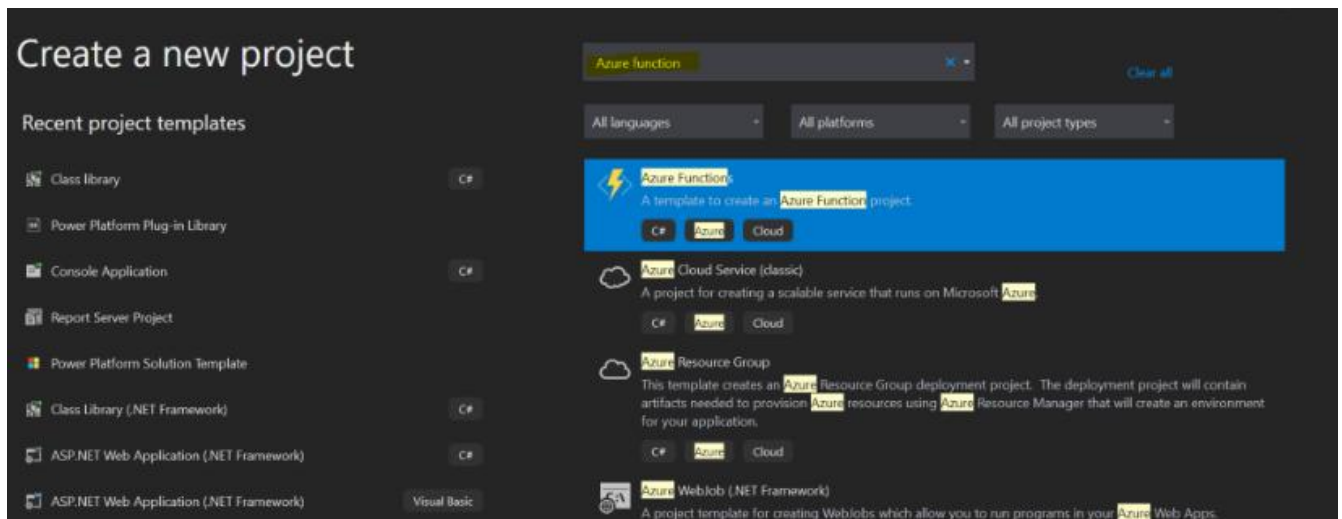 Create a new project
Recent project templates
Class library
C#
Power Platform Plug-in Library
Console Application
C#
Report Server Project
Power Platform Solution Template
Class Library (.NET Framework)
C#
ASP.NET Web Application (.NET Framework)
C#
ASP.NET Web Application (.NET Framework)
Visual Basic
Azure function
Clear all
All languages
All platforms
All project types
Azure Functions
A template to create an Azure Function project.
C# Azure Cloud
Azure Cloud Service (classic)
A project for creating a scalable service that runs on Microsoft Azure.
C# Azure Cloud
Azure Resource Group
This template creates an Azure Resource Group deployment project. The deployment project will contain
artifacts needed to provision Azure resources using Azure Resource Manager that will create an environment
for your application.
C# Azure Cloud
Azure WebJob (.NET Framework)
A project template for creating WebJobs which allow you to run programs in your Azure Web Apps.